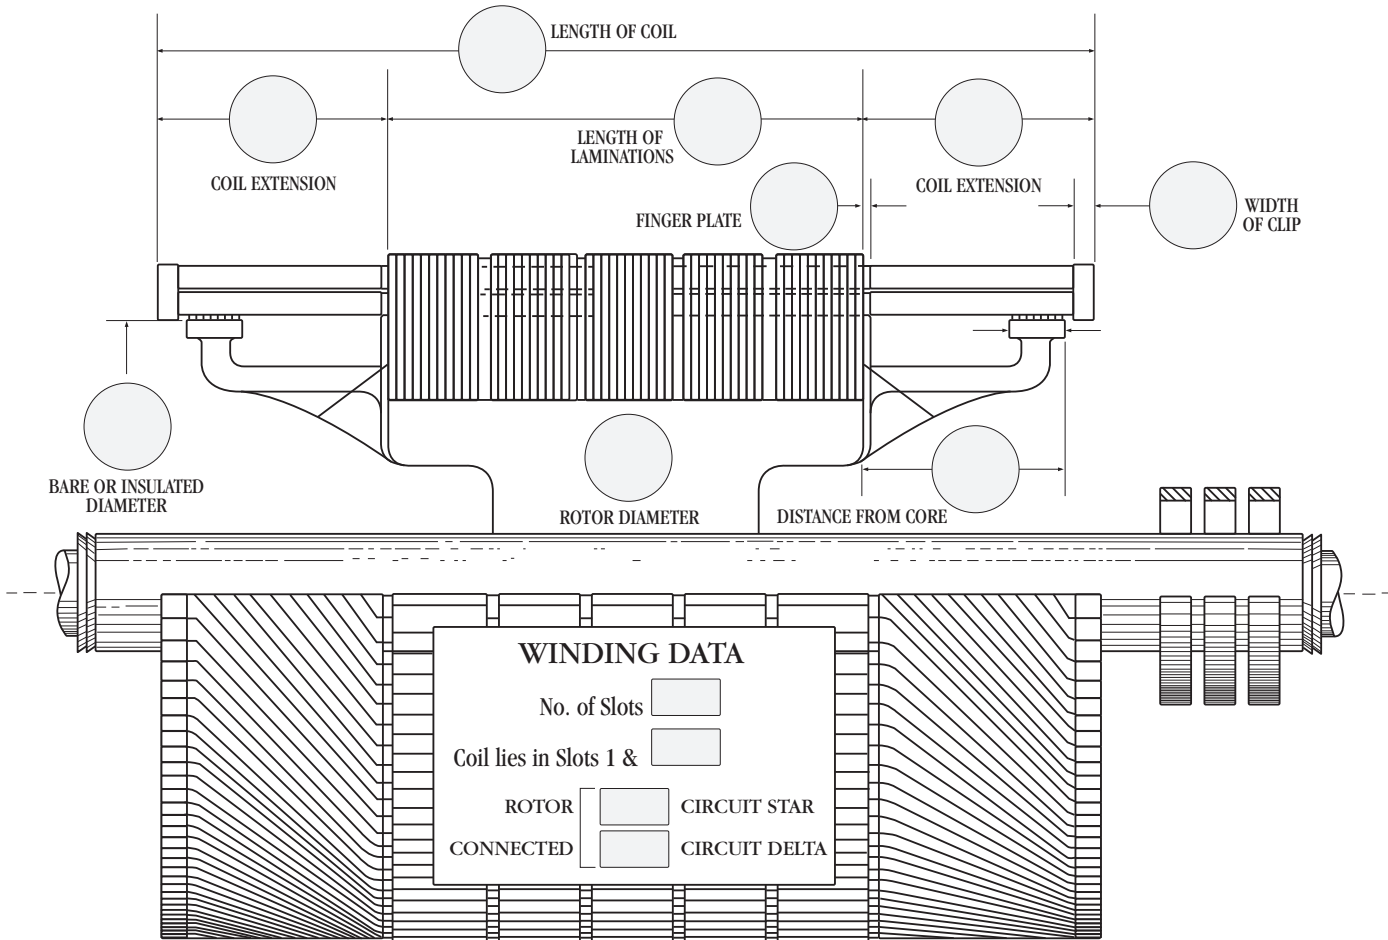 LENGTH OF COIL
LENGTH OF
LAMINATIONS
COIL EXTENSION
COIL EXTENSION
FINGER PLATE
WIDTH
OF CLIP
BARE OR INSULATED
DIAMETER
ROTOR DIAMETER
DISTANCE FROM CORE
WINDING DATA
No. of Slots
Coil lies in Slots 1 &
ROTOR
CIRCUIT STAR
CONNECTED
CIRCUIT DELTA